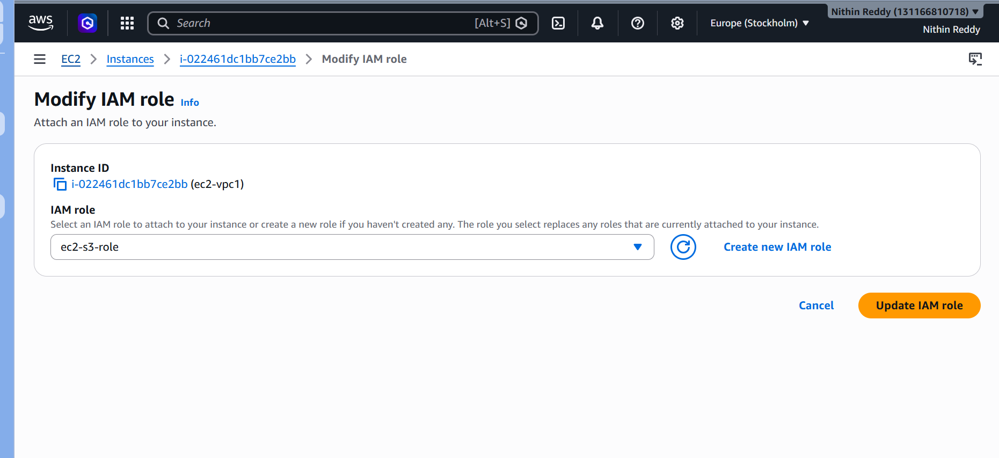 aws
Search [Alt+S]
Europe (Stockholm)
Nithin Reddy (131166810718)
Nithin Reddy
EC2 Instances i-022461dc1bb7ce2bb Modify IAM role
Modify IAM role Info
Attach an IAM role to your instance.
Instance ID
i-022461dc1bb7ce2bb (ec2-vpc1)
IAM role
Select an IAM role to attach to your instance or create a new role if you haven't created any. The role you select replaces any roles that are currently attached to your instance.
ec2-s3-role
Create new IAM role
Cancel
Update IAM role